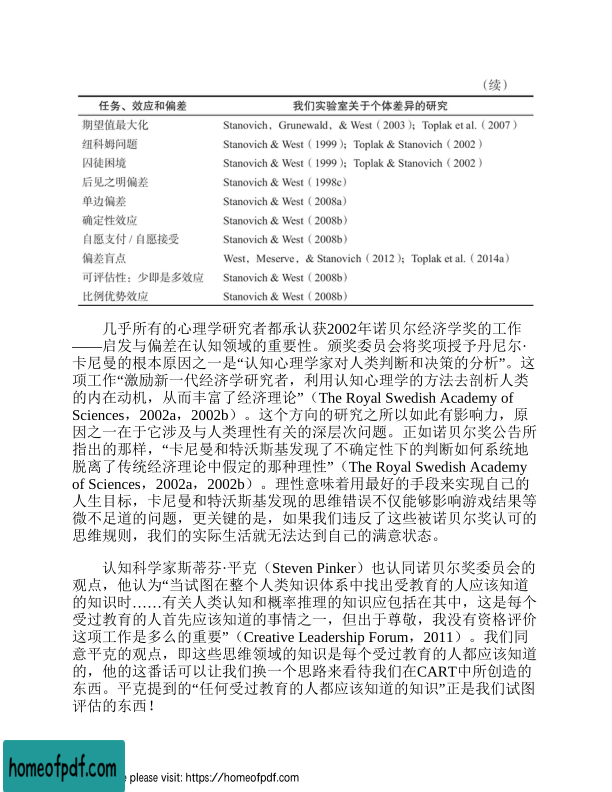 （续）
任务、效应和偏差 我们实验室关于个体差异的研究
期望值最大化 Stanovich，Grunewald，& West（2003）；Toplak et al.（2007）
纽科姆问题 Stanovich & West（1999）；Toplak & Stanovich（2002）
囚徒困境 Stanovich & West（1999）；Toplak & Stanovich（2002）
后见之明偏差 Stanovich & West（1998c）
单边偏差 Stanovich & West（2008a）
确定性效应 Stanovich & West（2008b）
自愿支付 / 自愿接受 Stanovich & West（2008b）
偏差盲点 West，Meserve，& Stanovich（2012）；Toplak et al.（2014a）
可评估性：少即是多效应 Stanovich & West（2008b）
比例优势效应 Stanovich & West（2008b）
几乎所有的心理学研究者都承认获2002年诺贝尔经济学奖的工作
——启发与偏差在认知领域的重要性。颁奖委员会将奖项授予丹尼尔·
卡尼曼的根本原因之一是“认知心理学家对人类判断和决策的分析”。这
项工作“激励新一代经济学研究者，利用认知心理学的方法去剖析人类
的内在动机，从而丰富了经济理论”（The Royal Swedish Academy of
Sciences，2002a，2002b）。这个方向的研究之所以如此有影响力，原
因之一在于它涉及与人类理性有关的深层次问题。正如诺贝尔奖公告所
指出的那样，“卡尼曼和特沃斯基发现了不确定性下的判断如何系统地
脱离了传统经济理论中假定的那种理性”（The Royal Swedish Academy
of Sciences，2002a，2002b）。理性意味着用最好的手段来实现自己的
人生目标，卡尼曼和特沃斯基发现的思维错误不仅能够影响游戏结果等
微不足道的问题，更关键的是，如果我们违反了这些被诺贝尔奖认可的
思维规则，我们的实际生活就无法达到自己的满意状态。
认知科学家斯蒂芬·平克（Steven Pinker）也认同诺贝尔奖委员会的
观点，他认为“当试图在整个人类知识体系中找出受教育的人应该知道
的知识时……有关人类认知和概率推理的知识应包括在其中，这是每个
受过教育的人首先应该知道的事情之一，但出于尊敬，我没有资格评价
这项工作是多么的重要”（Creative Leadership Forum，2011）。我们同
意平克的观点，即这些思维领域的知识是每个受过教育的人都应该知道
的，他的这番话可以让我们换一个思路来看待我们在CART中所创造的
东西。平克提到的“任何受过教育的人都应该知道的知识”正是我们试图
评估的东西！
homeofpdf.com
please visit: https://homeofpdf.com